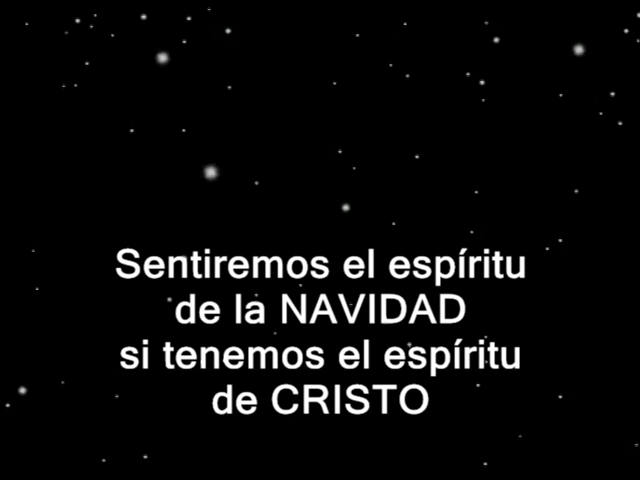 Sentiremos el espíritu
de la NAVIDAD
si tenemos el espíritu
de CRISTO